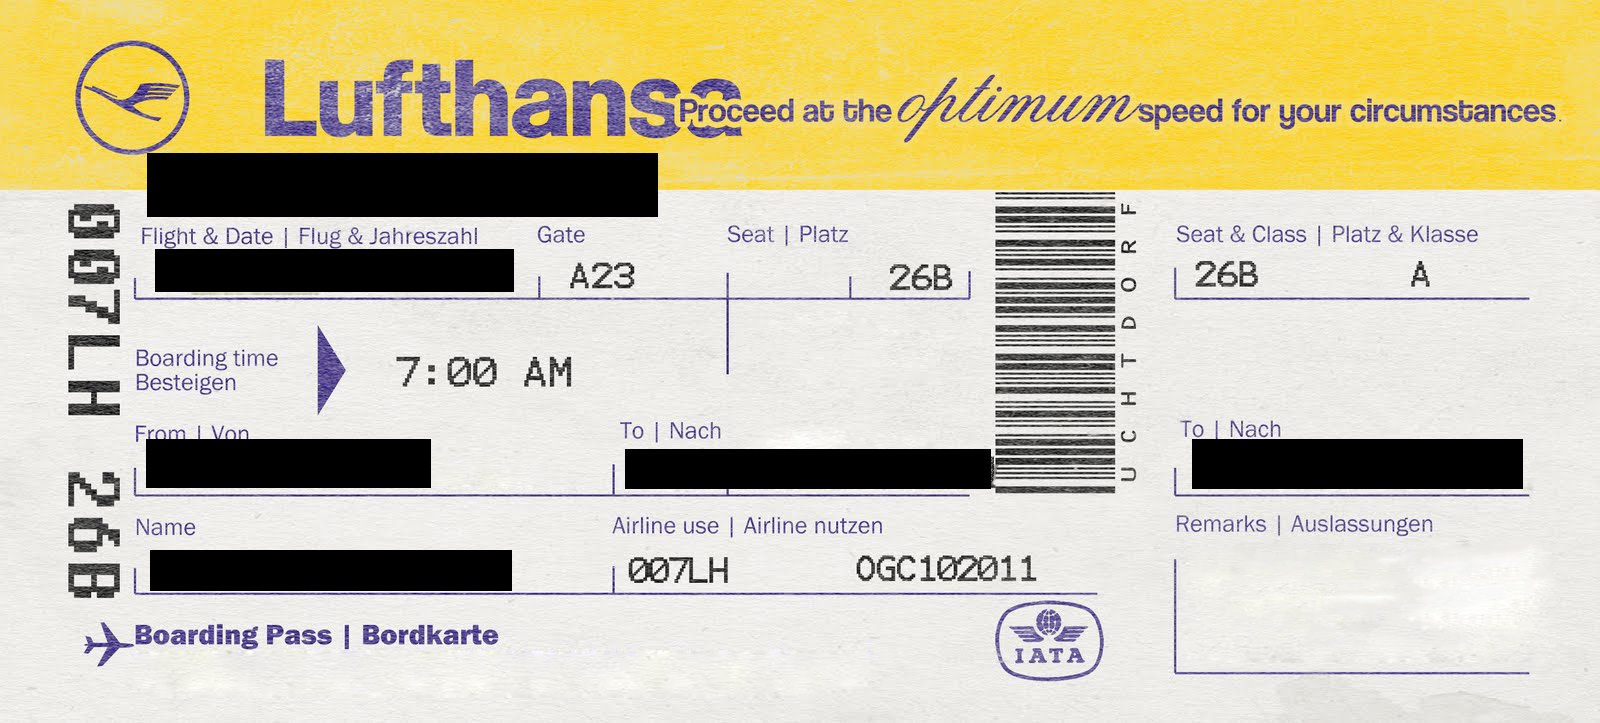 Lufthansa
Proceed at the optimum speed for your circumstances.
Flight & Date | Flug & Jahreszahl
Gate
Seat | Platz
Seat & Class | Platz & Klasse
A23
26B
26B A
Boarding time
Besteigen
7:00 AM
From | Von
To | Nach
To | Nach
Name
Airline use | Airline nutzen
Remarks | Auslassungen
007LH OGC102011
Boarding Pass | Bordkarte
IATA
007LH 26B
UCHTDORF